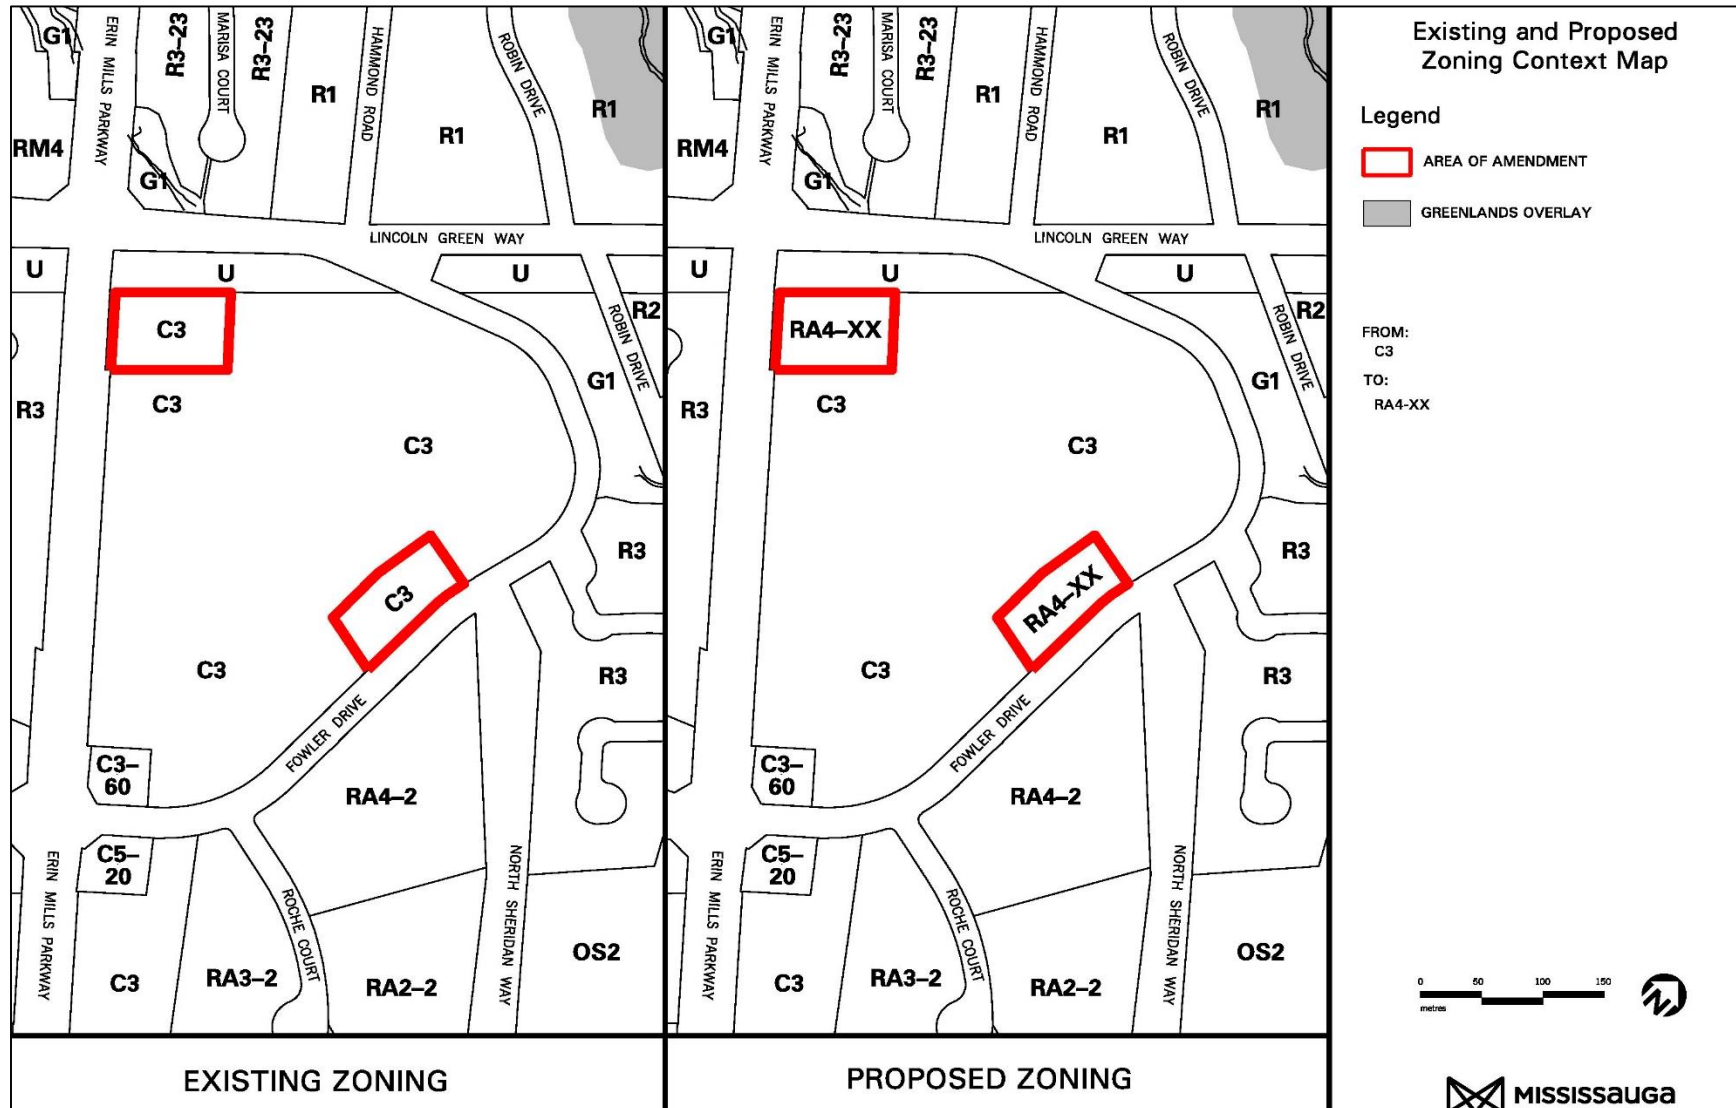 G1
ERIN MILLS PARKWAY
R3–23
MARISA COURT
R3–23
R1
HAMMOND ROAD
R1
ROBIN DRIVE
R1
RM4
G1
LINCOLN GREEN WAY
U
U
U
C3
R2
ROBIN DRIVE
C3
R3
G1
C3
C3
R3
C3
R3
FOWLER DRIVE
C3–
60
RA4–2
C5–
20
ERIN MILLS PARKWAY
ROCHE COURT
NORTH SHERIDAN WAY
OS2
C3
RA3–2
RA2–2
EXISTING ZONING
G1
ERIN MILLS PARKWAY
R3–23
MARISA COURT
R3–23
R1
HAMMOND ROAD
R1
ROBIN DRIVE
R1
RM4
G1
LINCOLN GREEN WAY
U
U
U
RA4–XX
R2
ROBIN DRIVE
C3
R3
G1
C3
RA4–XX
R3
C3
R3
FOWLER DRIVE
C3–
60
RA4–2
C5–
20
ERIN MILLS PARKWAY
ROCHE COURT
NORTH SHERIDAN WAY
OS2
C3
RA3–2
RA2–2
PROPOSED ZONING
Existing and Proposed
Zoning Context Map
Legend
AREA OF AMENDMENT
GREENLANDS OVERLAY
FROM:
C3
TO:
RA4-XX
0 50 100 150
metres
N
MISSISSAUGA